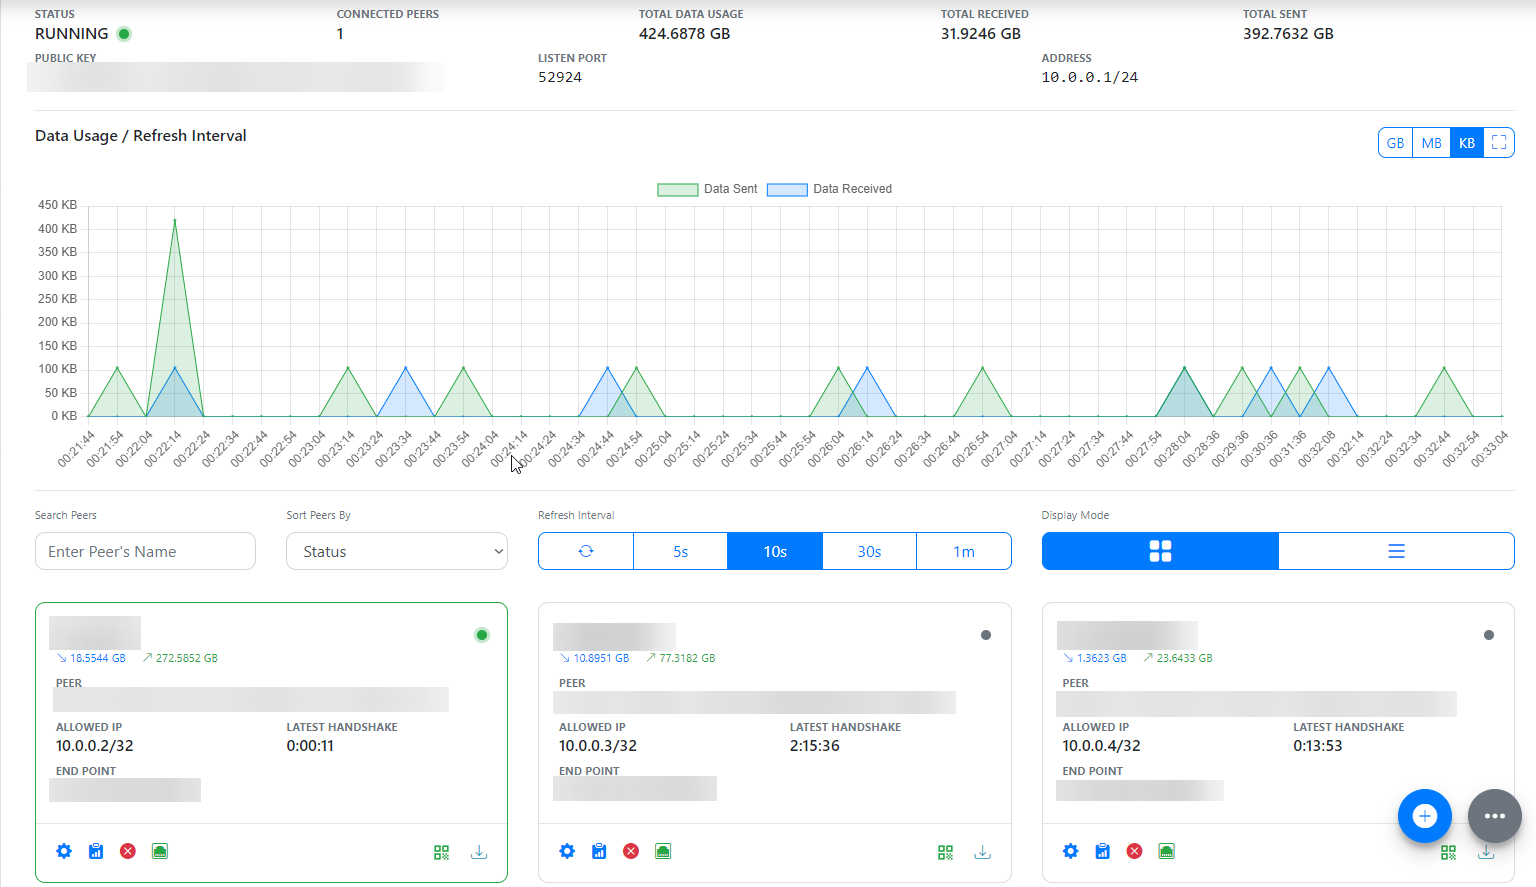 STATUS CONNECTED PEERS TOTAL DATA USAGE TOTAL RECEIVED TOTAL SENT
RUNNING 1 424.6878 GB 31.9246 GB 392.7632 GB
PUBLIC KEY LISTEN PORT ADDRESS
52924 10.0.0.1/24
Data Usage / Refresh Interval
GB MB KB
Data Sent Data Received
450 KB
400 KB
350 KB
300 KB
250 KB
200 KB
150 KB
100 KB
50 KB
0 KB
00:21:44 00:21:54 00:22:04 00:22:14 00:22:24 00:22:34 00:22:44 00:22:54 00:23:04 00:23:14 00:23:24 00:23:34 00:23:44 00:23:54 00:24:04 00:24:14 00:24:24 00:24:34 00:24:44 00:24:54 00:25:04 00:25:14 00:25:24 00:25:34 00:25:44 00:25:54 00:26:04 00:26:14 00:26:24 00:26:34 00:26:44 00:26:54 00:27:04 00:27:14 00:27:24 00:27:34 00:27:44 00:27:54 00:28:04 00:28:36 00:29:36 00:30:36 00:31:36 00:32:08 00:32:14 00:32:24 00:32:34 00:32:44 00:32:54 00:33:04
Search Peers Sort Peers By Refresh Interval Display Mode
Enter Peer's Name Status 5s 10s 30s 1m
18.5544 GB 272.5852 GB
PEER
ALLOWED IP LATEST HANDSHAKE
10.0.0.2/32 0:00:11
END POINT
10.8951 GB 77.3182 GB
PEER
ALLOWED IP LATEST HANDSHAKE
10.0.0.3/32 2:15:36
END POINT
1.3623 GB 23.6433 GB
PEER
ALLOWED IP LATEST HANDSHAKE
10.0.0.4/32 0:13:53
END POINT